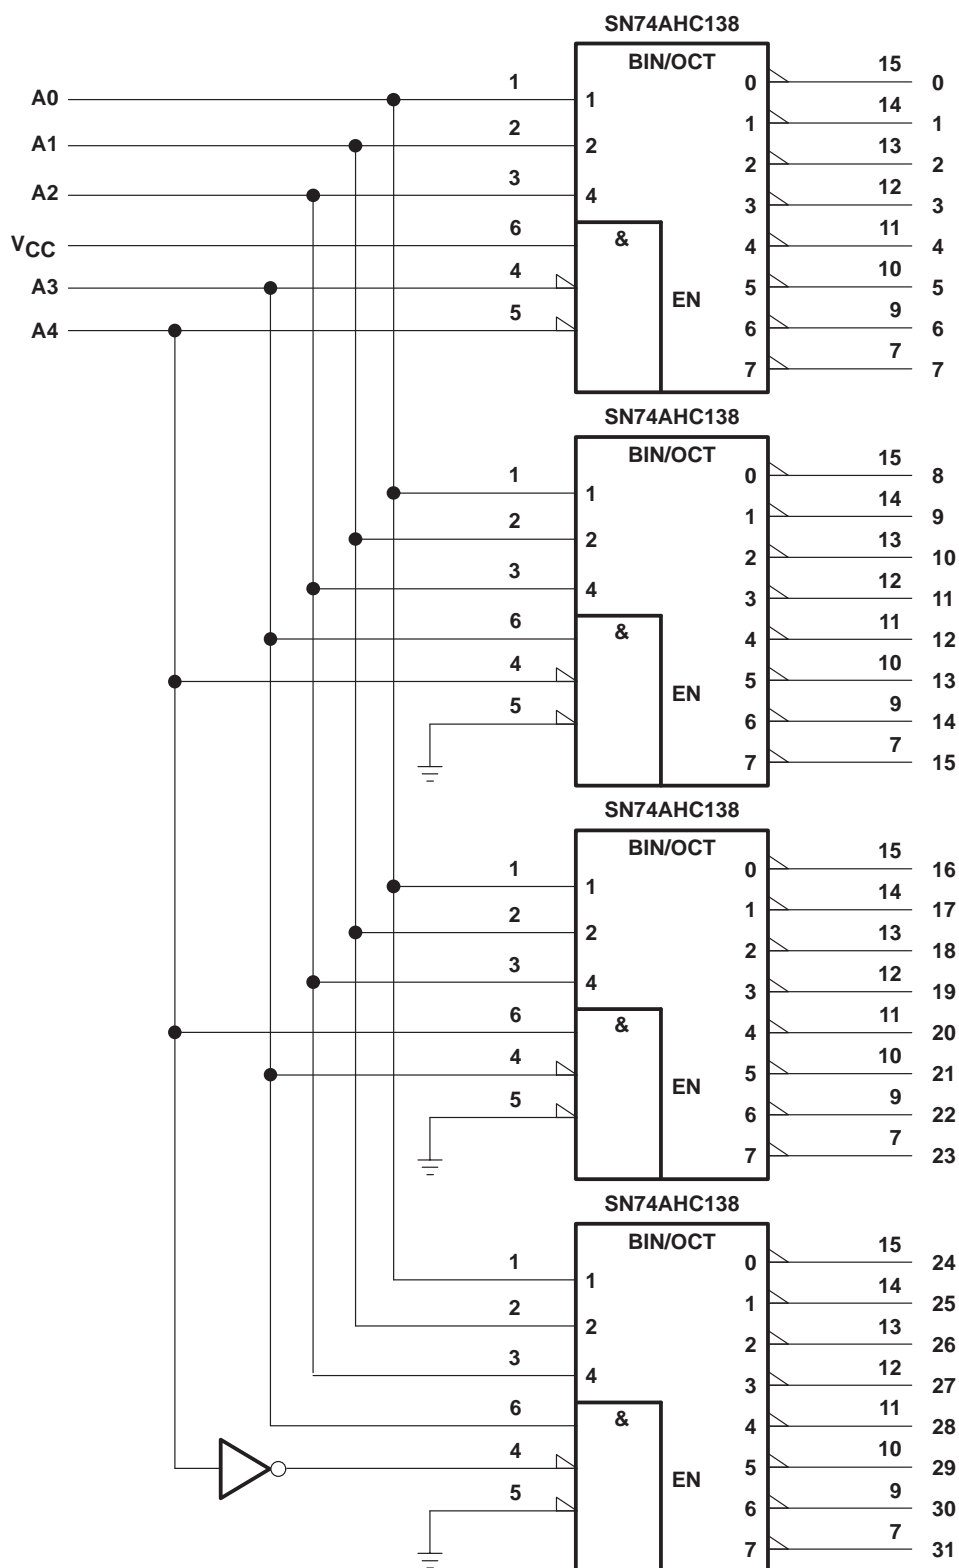 SN74AHC138
BIN/OCT
A0 1 1 0 15 0
A1 2 2 1 14 1
A2 3 4 2 13 2
3 12 3
VCC 6 & 4 11 4
A3 4 EN 5 10 5
A4 5 6 9 6
7 7 7
SN74AHC138
BIN/OCT
1 1 0 15 8
2 2 1 14 9
3 4 2 13 10
3 12 11
6 & 4 11 12
4 EN 5 10 13
5 6 9 14
7 7 15
SN74AHC138
BIN/OCT
1 1 0 15 16
2 2 1 14 17
3 4 2 13 18
3 12 19
6 & 4 11 20
4 EN 5 10 21
5 6 9 22
7 7 23
SN74AHC138
BIN/OCT
1 1 0 15 24
2 2 1 14 25
3 4 2 13 26
3 12 27
6 & 4 11 28
4 EN 5 10 29
5 6 9 30
7 7 31